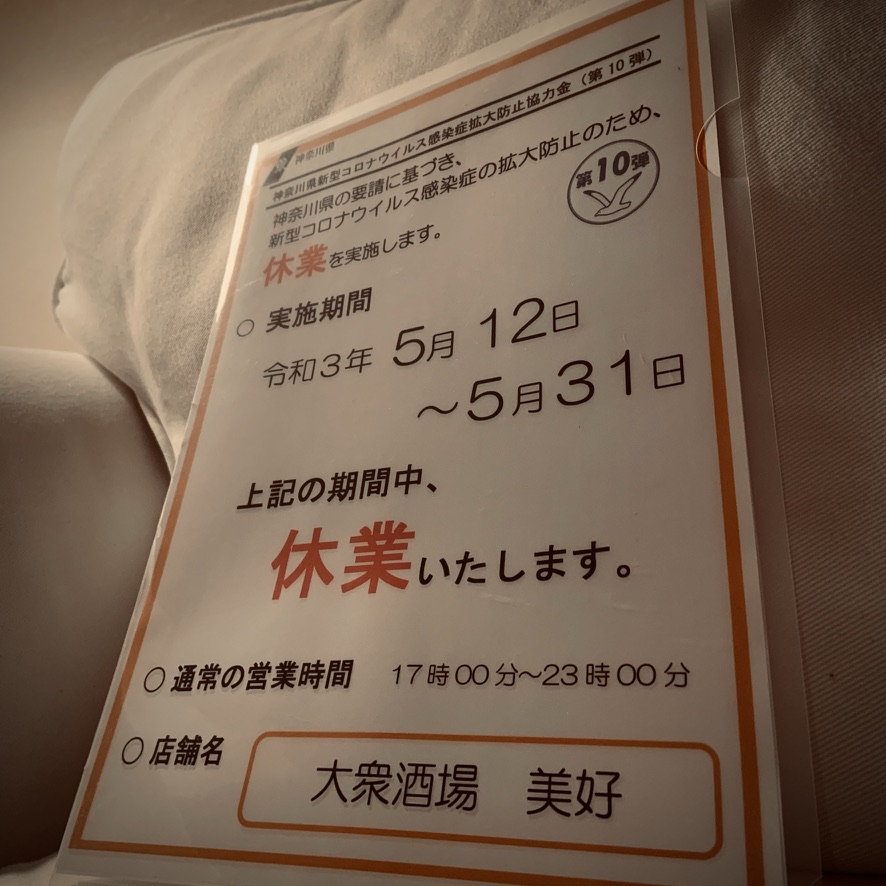 神奈川県
神奈川県新型コロナウイルス感染症拡大防止協力金(第10弾)
神奈川県の要請に基づき、
新型コロナウイルス感染症の拡大防止のため、
休業を実施します。
第10弾
○ 実施期間
令和3年 5月 12日
～5月31日
上記の期間中、
休業いたします。
○ 通常の営業時間 17時00分～23時00分
○ 店舗名
大衆酒場 美好